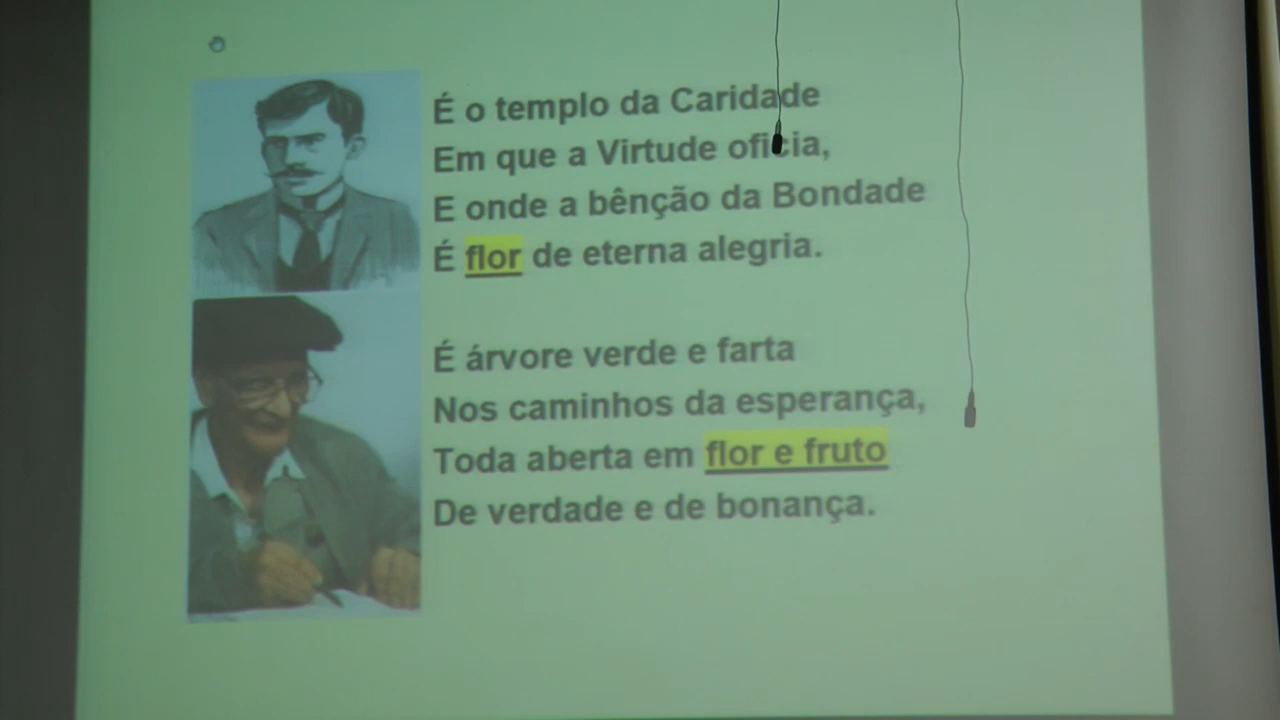 É o templo da Caridade
Em que a Virtude oficia,
E onde a bênção da Bondade
É flor de eterna alegria.
É árvore verde e farta
Nos caminhos da esperança,
Toda aberta em flor e fruto
De verdade e de bonança.